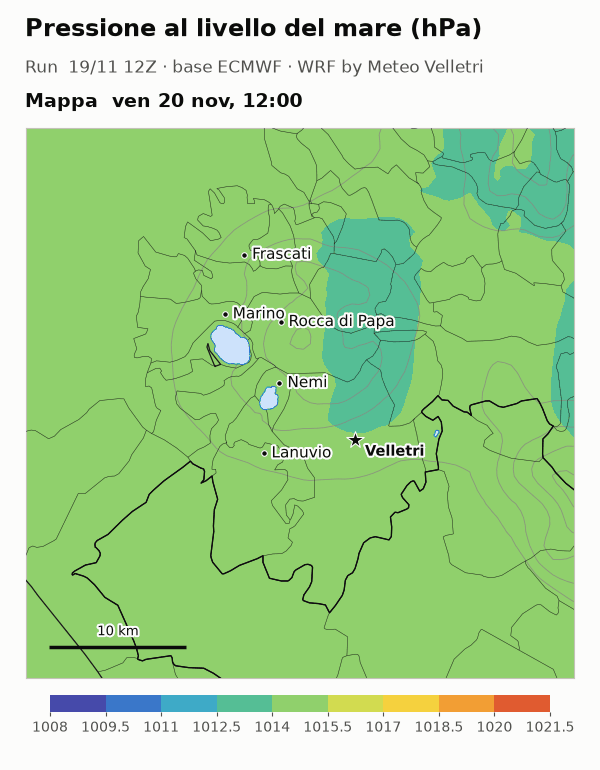 Pressione al livello del mare (hPa)
Run  19/11 12Z · base ECMWF · WRF by Meteo Velletri
Mappa  ven 20 nov, 12:00
Frascati
Marino
Rocca di Papa
Nemi
Velletri
Lanuvio
10 km
1008 1009.5 1011 1012.5 1014 1015.5 1017 1018.5 1020 1021.5